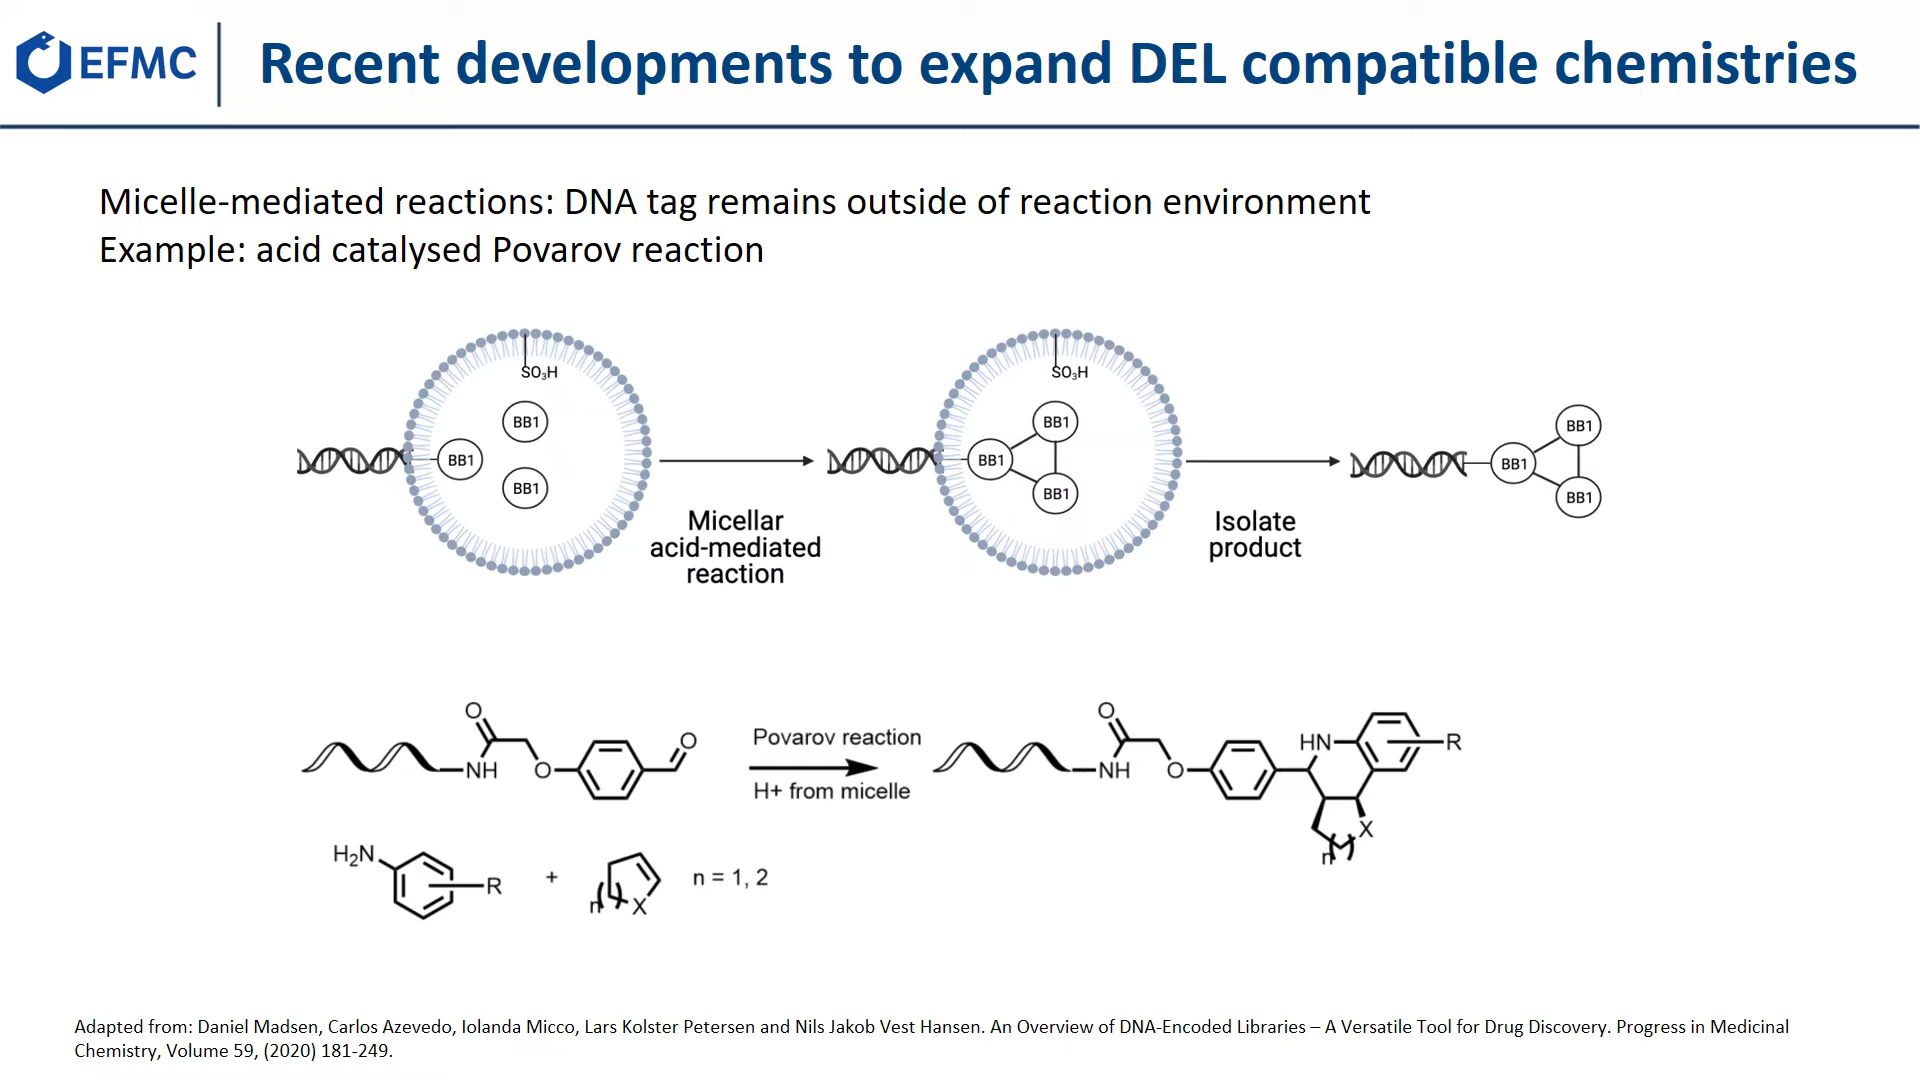 EFMC
Recent developments to expand DEL compatible chemistries
Micelle-mediated reactions: DNA tag remains outside of reaction environment
Example: acid catalysed Povarov reaction
SO₃H
BB1
BB1
BB1
Micellar
acid-mediated
reaction
SO₃H
BB1
BB1
BB1
Isolate
product
BB1
BB1
BB1
O
NH
O
O
Povarov reaction
H+ from micelle
O
NH
O
HN
R
X
n
H₂N
R
+
n
X
n = 1, 2
Adapted from: Daniel Madsen, Carlos Azevedo, Iolanda Micco, Lars Kolster Petersen and Nils Jakob Vest Hansen. An Overview of DNA-Encoded Libraries – A Versatile Tool for Drug Discovery. Progress in Medicinal
Chemistry, Volume 59, (2020) 181-249.